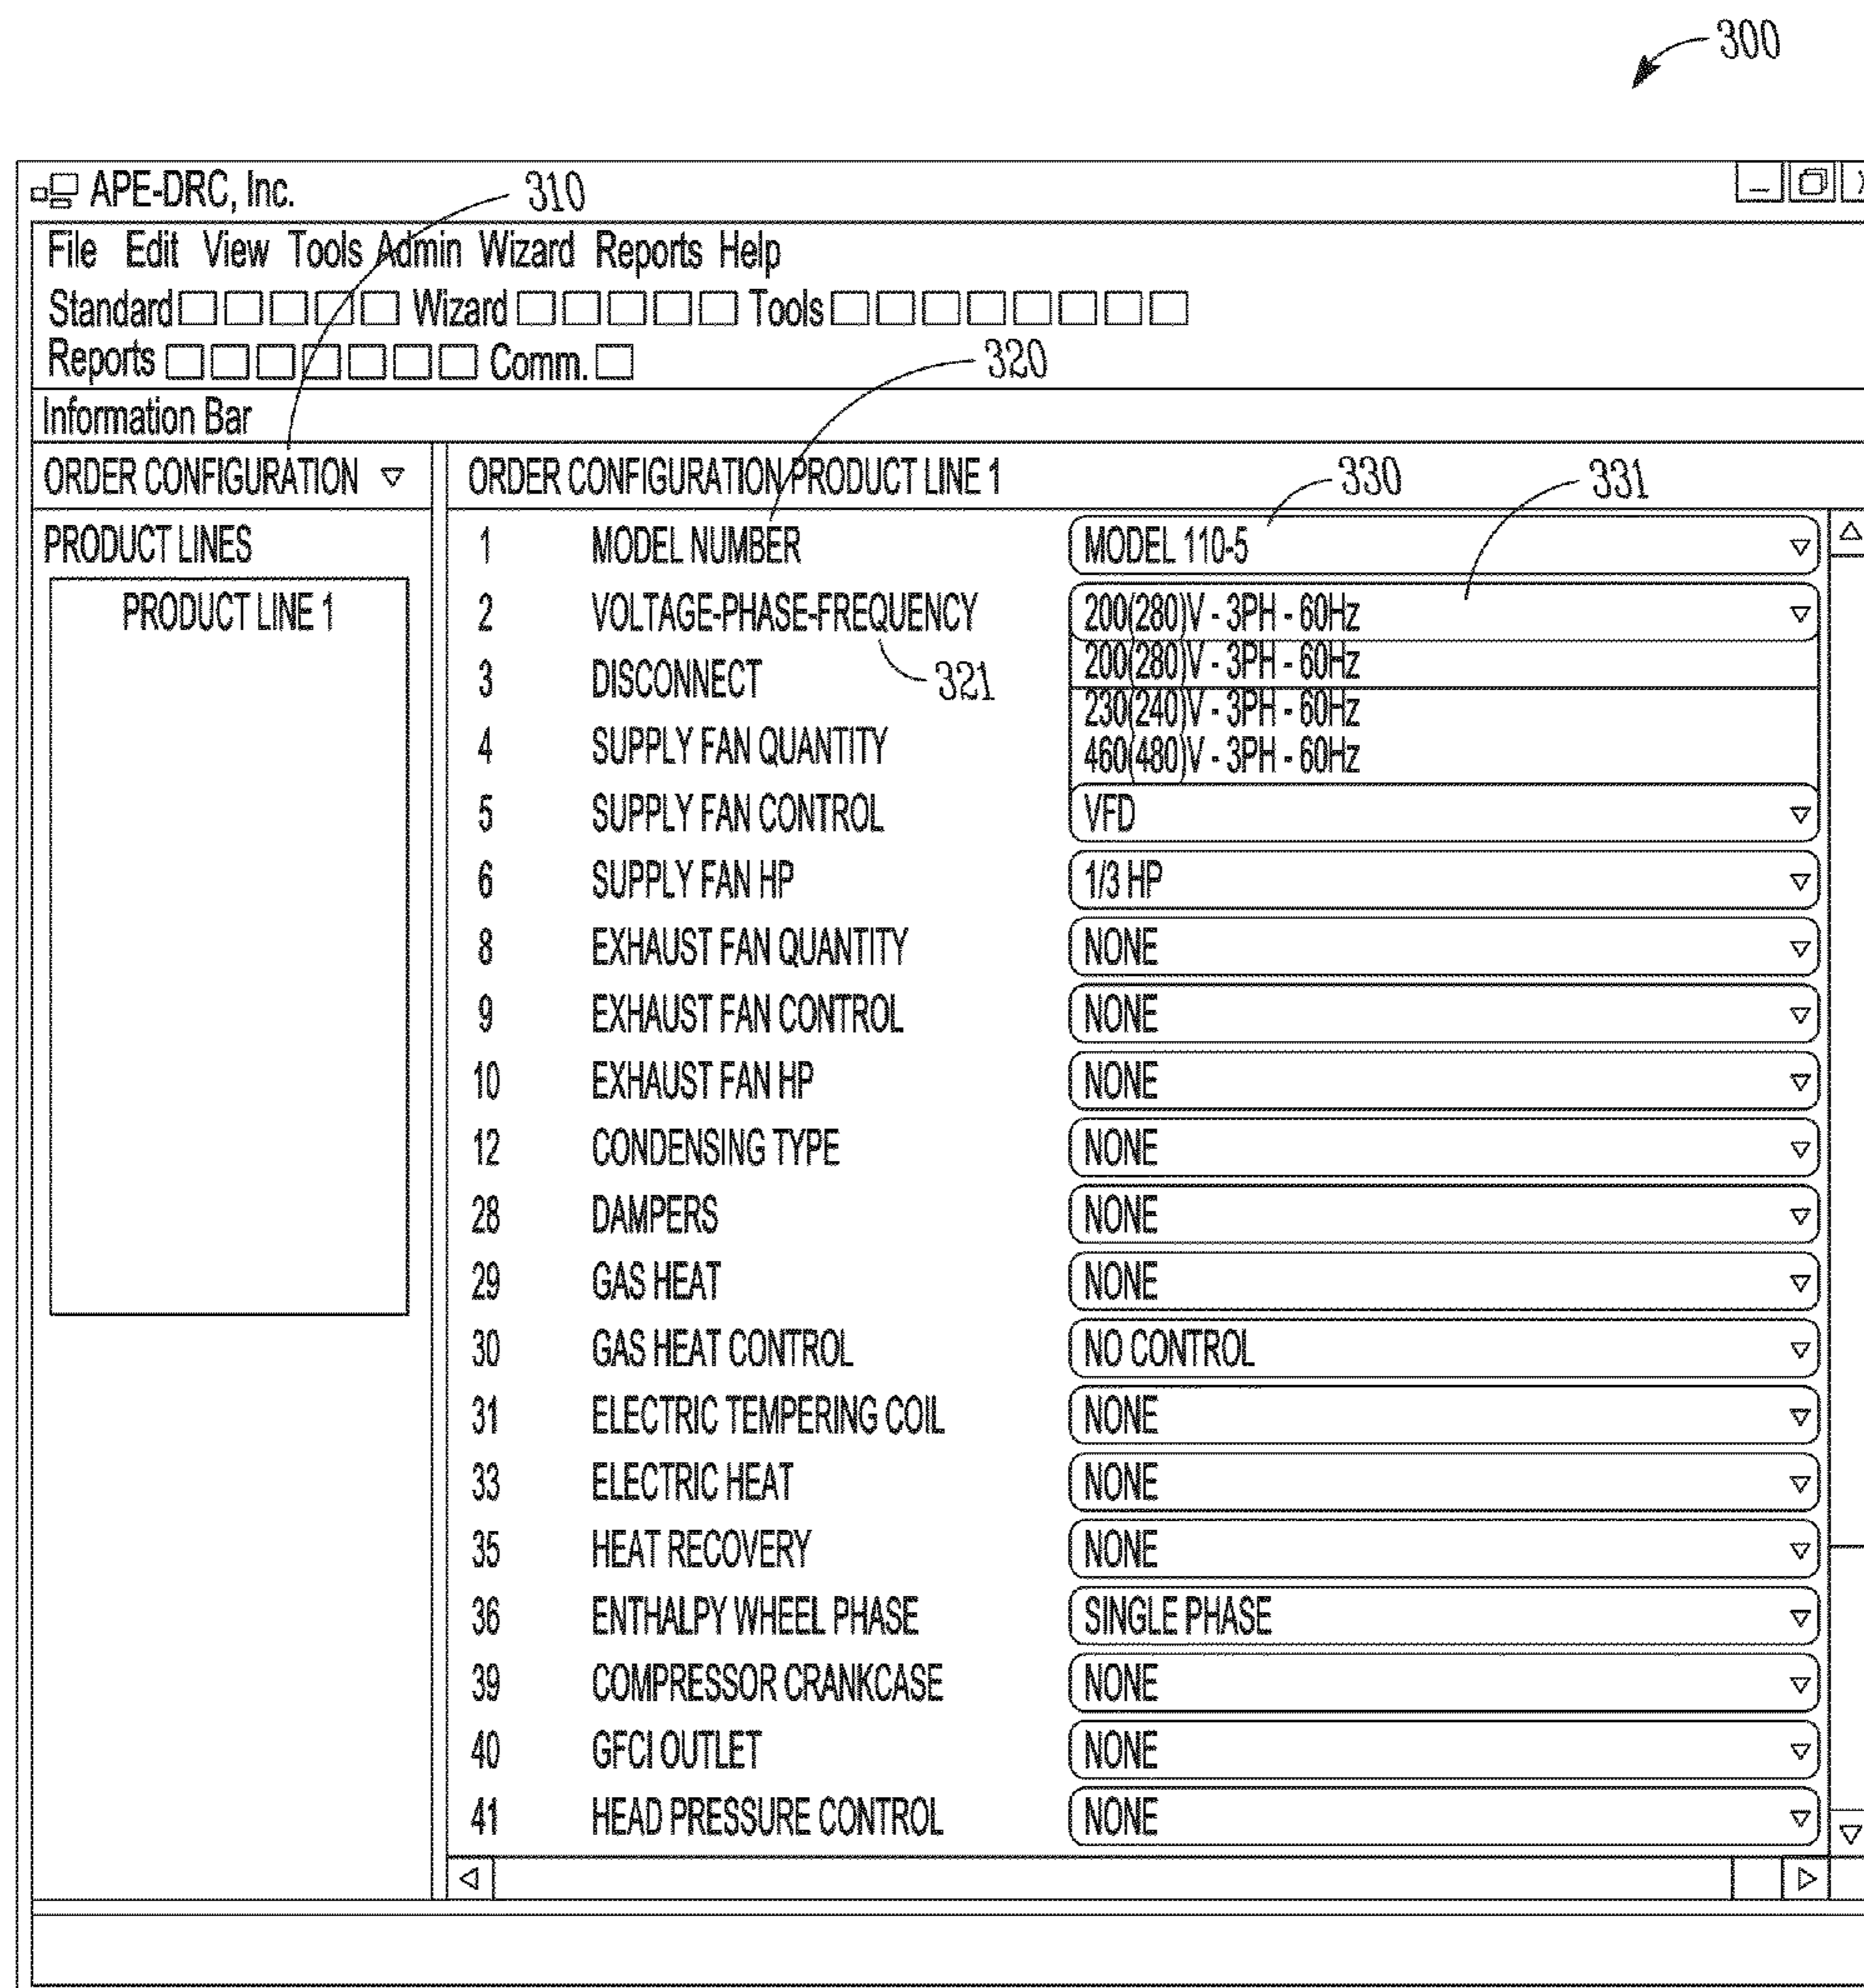 300
APE-DRC, Inc.
310
File Edit View Tools Admin Wizard Reports Help
Standard Wizard Tools
Reports Comm.
320
Information Bar
ORDER CONFIGURATION
ORDER CONFIGURATION PRODUCT LINE 1
330
331
PRODUCT LINES
PRODUCT LINE 1
1 MODEL NUMBER MODEL 110-5
2 VOLTAGE-PHASE-FREQUENCY 200(280)V - 3PH - 60Hz
200(280)V - 3PH - 60Hz
3 DISCONNECT
321
230(240)V - 3PH - 60Hz
4 SUPPLY FAN QUANTITY 460(480)V - 3PH - 60Hz
5 SUPPLY FAN CONTROL VFD
6 SUPPLY FAN HP 1/3 HP
8 EXHAUST FAN QUANTITY NONE
9 EXHAUST FAN CONTROL NONE
10 EXHAUST FAN HP NONE
12 CONDENSING TYPE NONE
28 DAMPERS NONE
29 GAS HEAT NONE
30 GAS HEAT CONTROL NO CONTROL
31 ELECTRIC TEMPERING COIL NONE
33 ELECTRIC HEAT NONE
35 HEAT RECOVERY NONE
36 ENTHALPY WHEEL PHASE SINGLE PHASE
39 COMPRESSOR CRANKCASE NONE
40 GFCI OUTLET NONE
41 HEAD PRESSURE CONTROL NONE